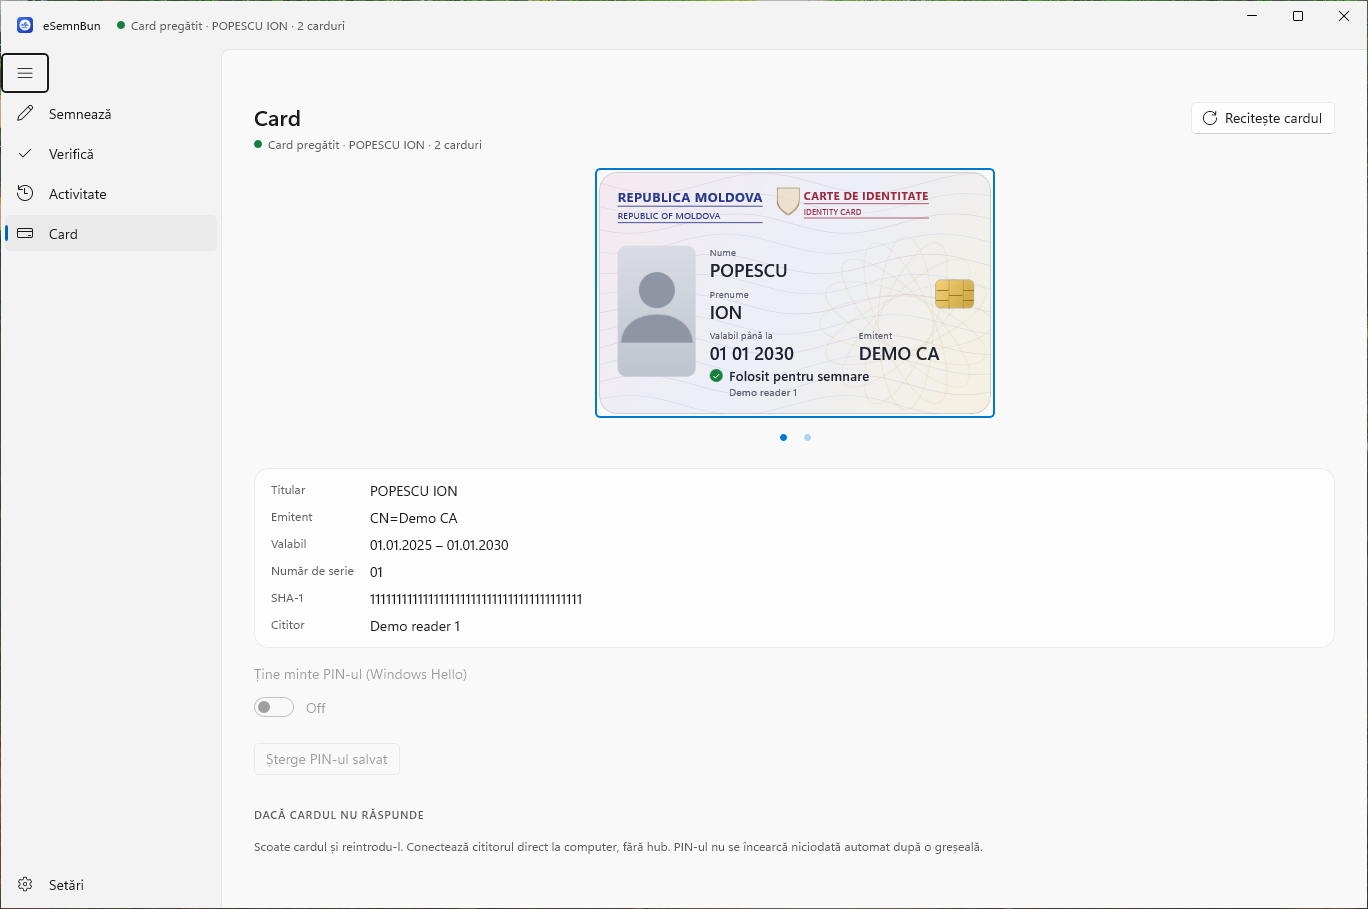 eSemnBun
Card pregătit · POPESCU ION · 2 carduri
Semnează
Verifică
Activitate
Card
Setări
Card
Card pregătit · POPESCU ION · 2 carduri
Recitește cardul
REPUBLICA MOLDOVA
REPUBLIC OF MOLDOVA
CARTE DE IDENTITATE
IDENTITY CARD
Nume
POPESCU
Prenume
ION
Valabil până la
01 01 2030
Emitent
DEMO CA
Folosit pentru semnare
Demo reader 1
Titular POPESCU ION
Emitent CN=Demo CA
Valabil 01.01.2025 – 01.01.2030
Număr de serie 01
SHA-1 1111111111111111111111111111111111111111
Cititor Demo reader 1
Ține minte PIN-ul (Windows Hello)
Off
Șterge PIN-ul salvat
DACĂ CARDUL NU RĂSPUNDE
Scoate cardul și reintrodu-l. Conectează cititorul direct la computer, fără hub. PIN-ul nu se încearcă niciodată automat după o greșeală.